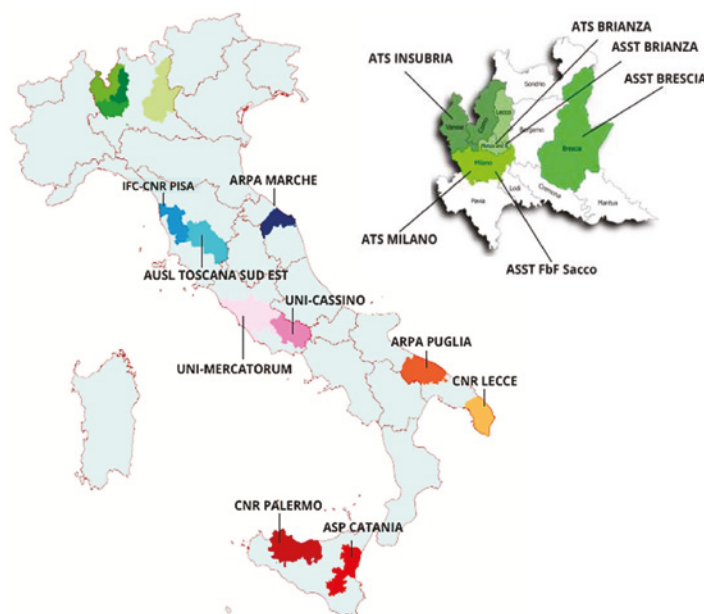 ATS BRIANZA
ASST BRIANZA
ATS INSUBRIA
ASST BRESCIA
Sondrio
Lecco
Varese
Como
Bergamo
Brescia
Milano
Lodi
Pavia
Cremona
Mantua
ATS MILANO
ASST FbF Sacco
IFC-CNR PISA
ARPA MARCHE
AUSL TOSCANA SUD EST
UNI-CASSINO
UNI-MERCATORUM
ARPA PUGLIA
CNR LECCE
CNR PALERMO
ASP CATANIA